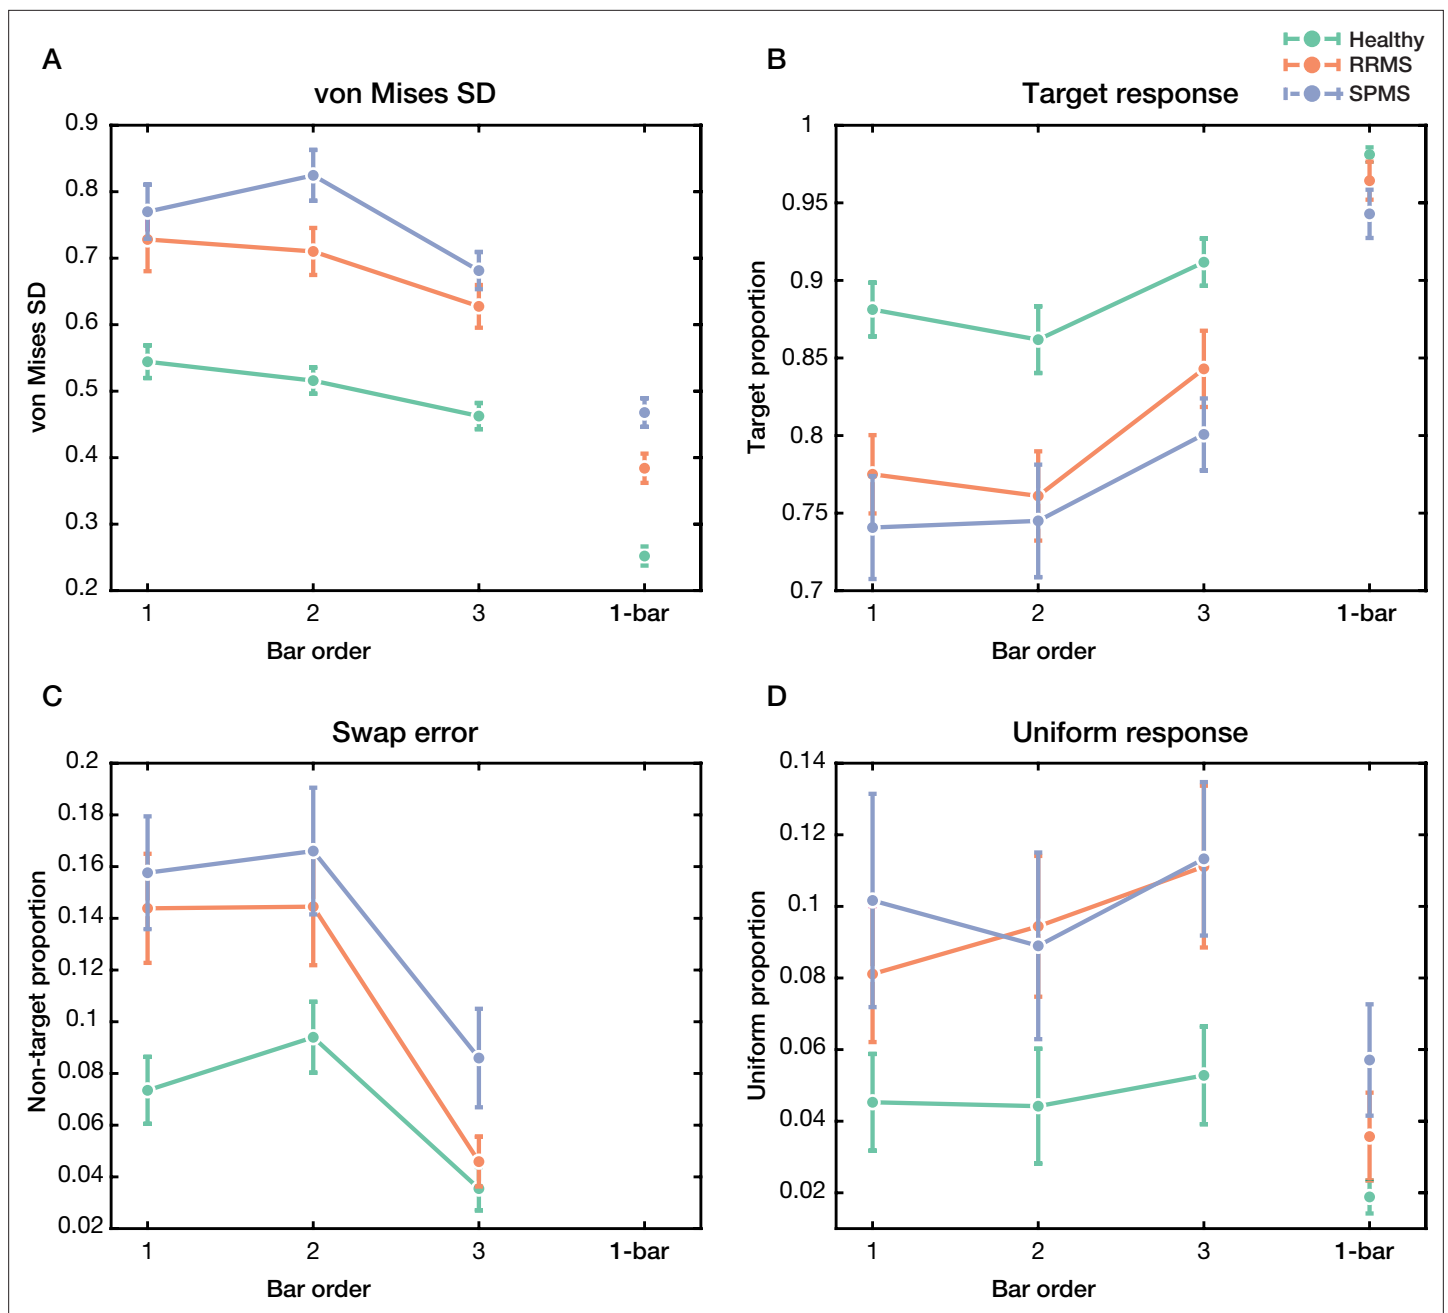 A
von Mises SD
0.9
0.8
0.7
0.6
0.5
0.4
0.3
0.2
von Mises SD
1
2
3
1-bar
Bar order
B
Target response
Healthy
RRMS
SPMS
1
0.95
0.9
0.85
0.8
0.75
0.7
Target proportion
1
2
3
1-bar
Bar order
C
Swap error
0.2
0.18
0.16
0.14
0.12
0.1
0.08
0.06
0.04
0.02
Non-target proportion
1
2
3
1-bar
Bar order
D
Uniform response
0.14
0.12
0.1
0.08
0.06
0.04
0.02
Uniform proportion
1
2
3
1-bar
Bar order